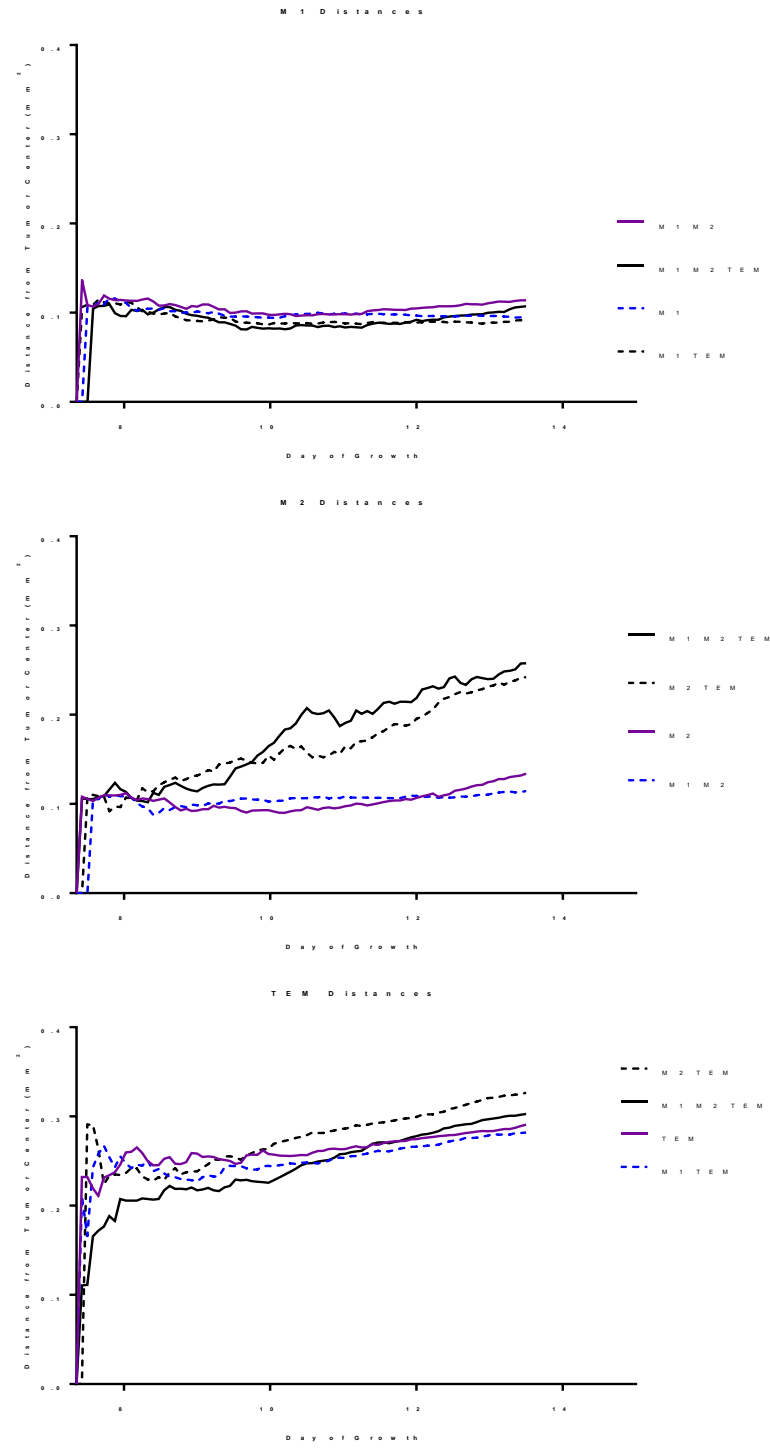 M1 Distances
Distance from Tumor Center (mm²)
0.4
0.3
0.2
0.1
0.0
8
10
12
14
Day of Growth
M1M2
M1M2TEM
M1
M1TEM
M2 Distances
Distance from Tumor Center (mm²)
0.4
0.3
0.2
0.1
0.0
8
10
12
14
Day of Growth
M1M2TEM
M2TEM
M2
M1M2
TEM Distances
Distance from Tumor Center (mm²)
0.4
0.3
0.2
0.1
0.0
8
10
12
14
Day of Growth
M2TEM
M1M2TEM
TEM
M1TEM